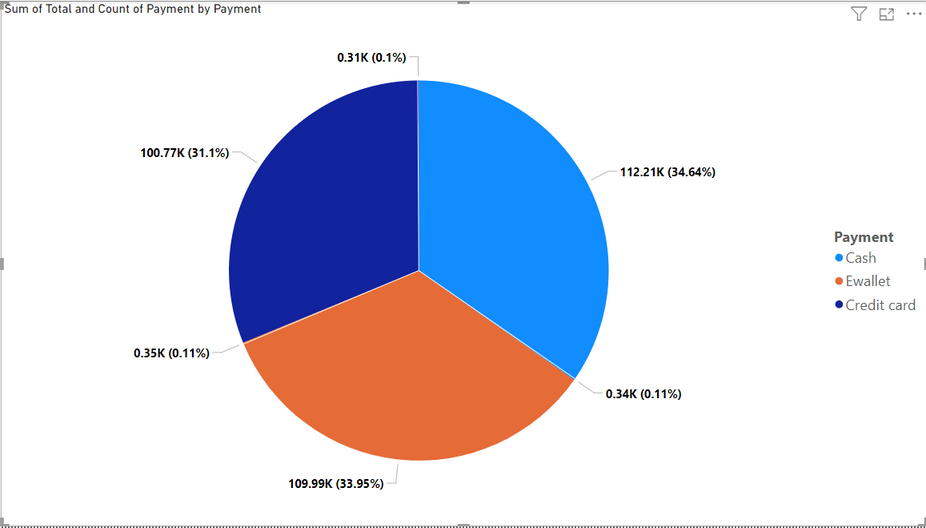 Sum of Total and Count of Payment by Payment
0.31K (0.1%)
100.77K (31.1%)
112.21K (34.64%)
Payment
Cash
Ewallet
Credit card
0.35K (0.11%)
0.34K (0.11%)
109.99K (33.95%)